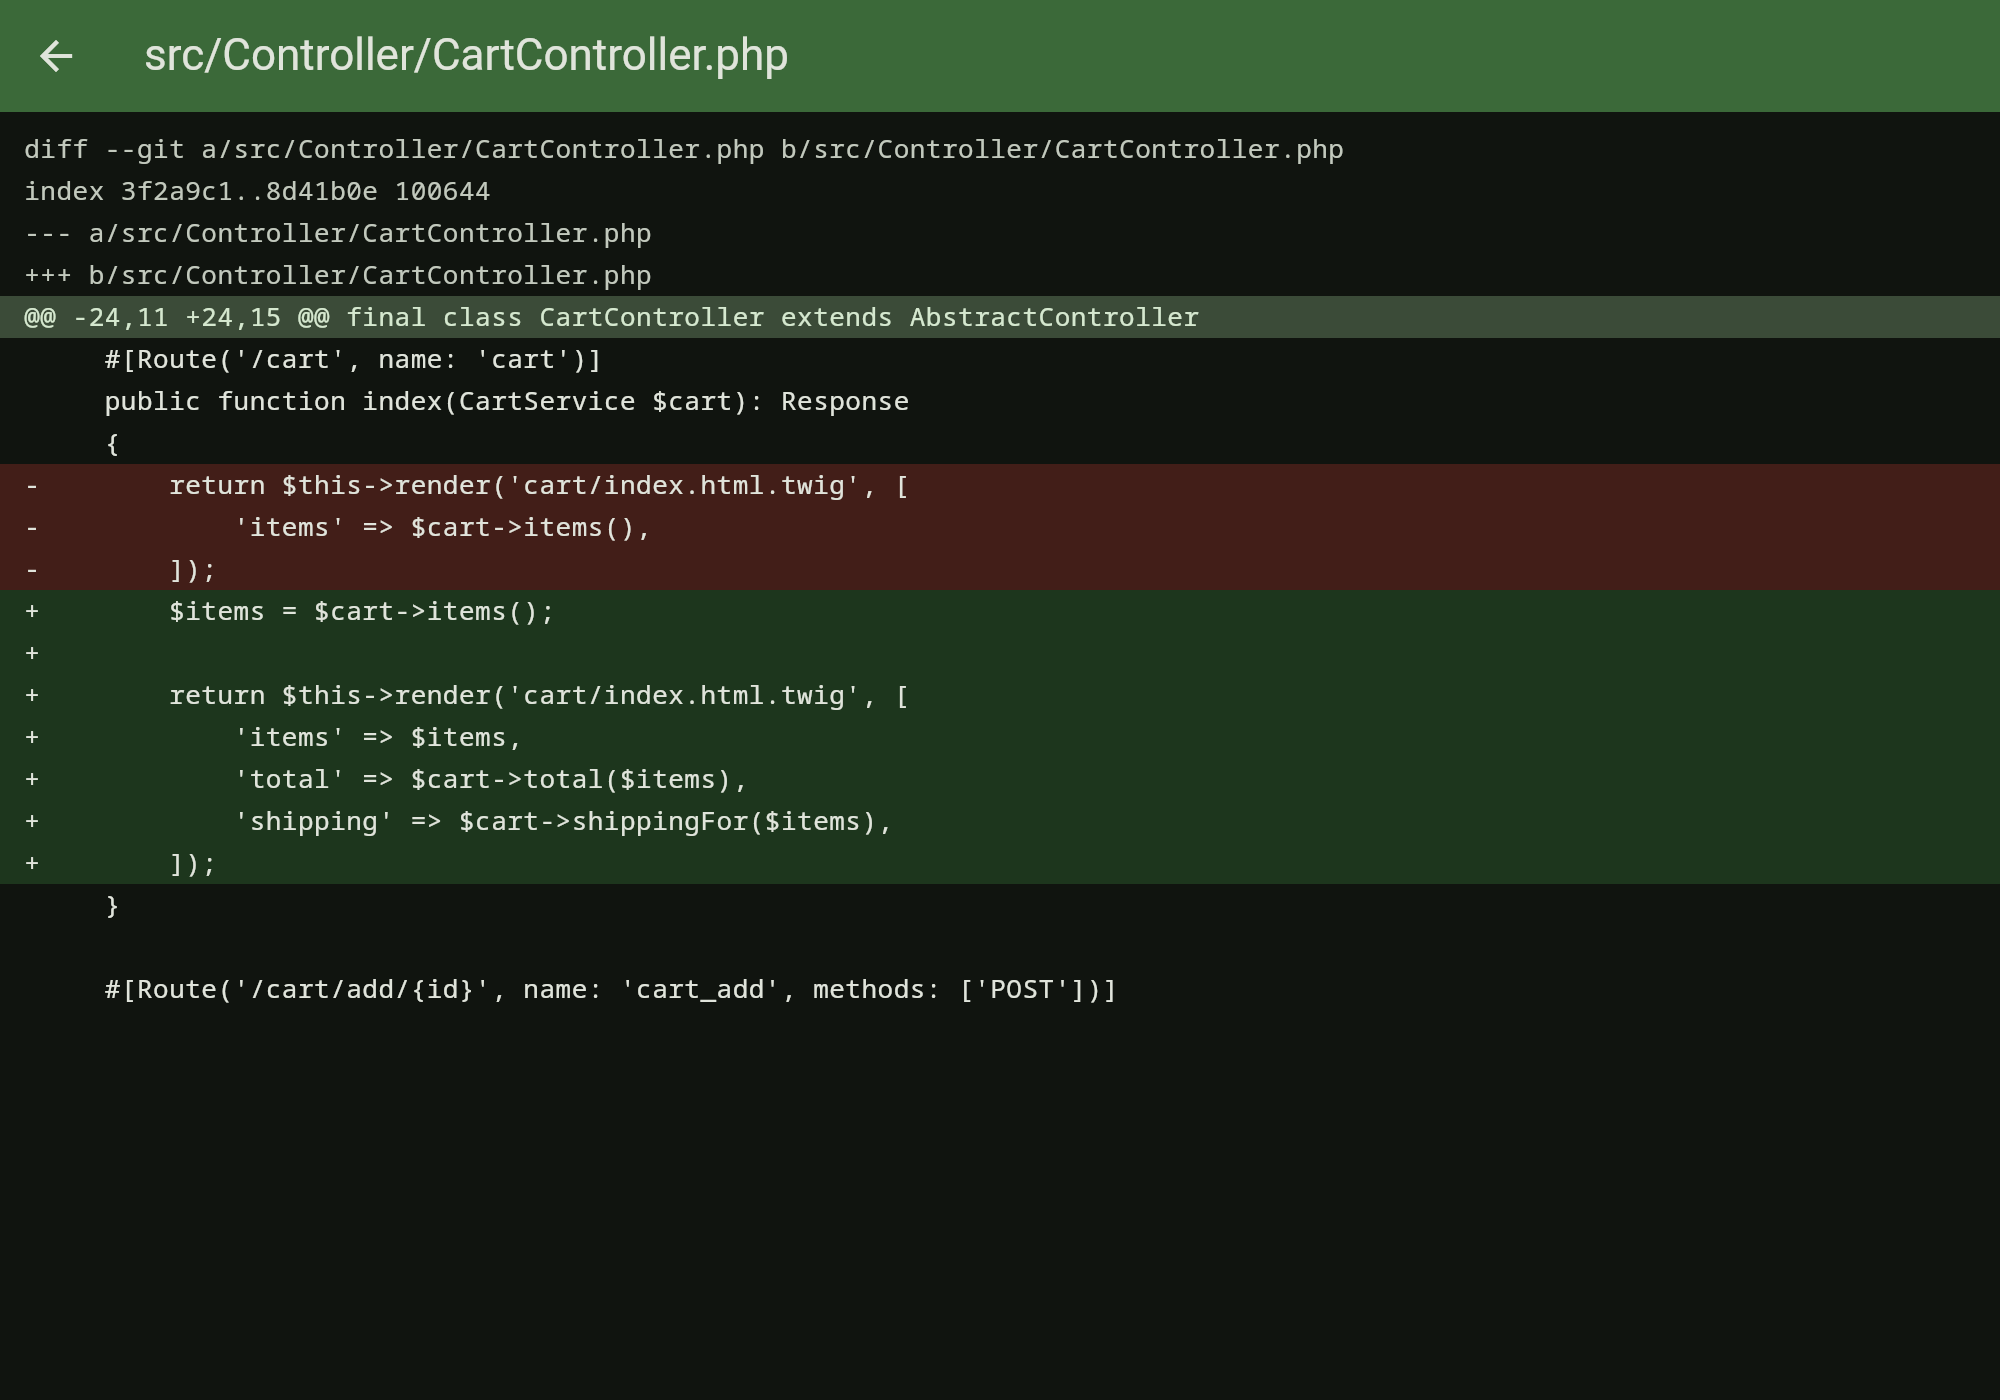 src/Controller/CartController.php
diff --git a/src/Controller/CartController.php b/src/Controller/CartController.php
index 3f2a9c1..8d41b0e 100644
--- a/src/Controller/CartController.php
+++ b/src/Controller/CartController.php
@@ -24,11 +24,15 @@ final class CartController extends AbstractController
     #[Route('/cart', name: 'cart')]
     public function index(CartService $cart): Response
     {
-        return $this->render('cart/index.html.twig', [
-            'items' => $cart->items(),
-        ]);
+        $items = $cart->items();
+
+        return $this->render('cart/index.html.twig', [
+            'items' => $items,
+            'total' => $cart->total($items),
+            'shipping' => $cart->shippingFor($items),
+        ]);
     }

     #[Route('/cart/add/{id}', name: 'cart_add', methods: ['POST'])]